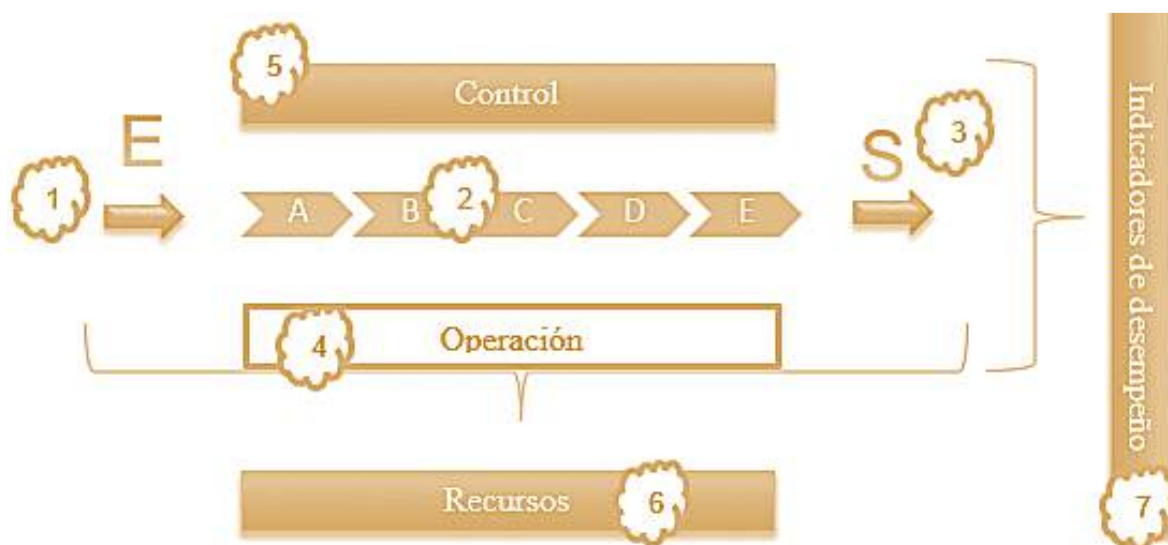 5
Control
E
S
3
1
A
B
2
C
D
E
4
Operación
Recursos
6
Indicadores de desempeño
7